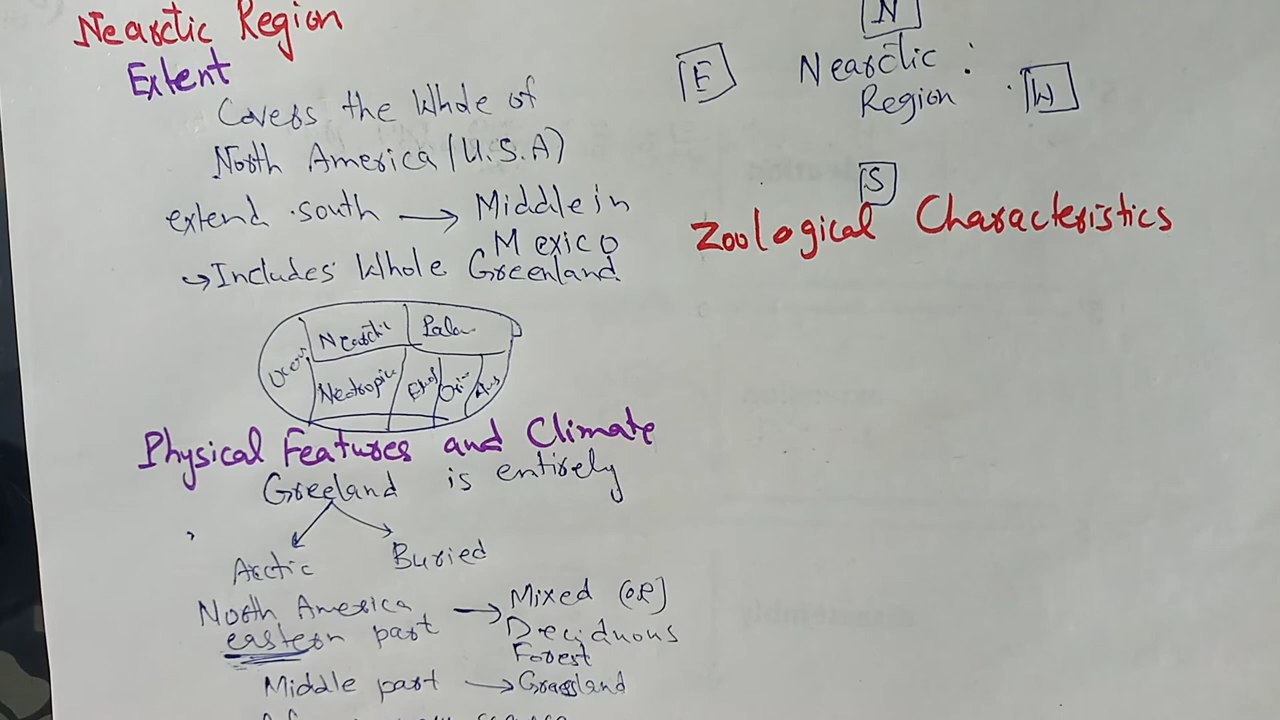 Nearctic Region
Extent
Covers the Whole of
North America (U.S.A)
extend south → Middle in
Mexico
↳ Includes Whole Greenland
Nearctic Pala
Neotropic
Physical Features and Climate
Greeland is entirely
Arctic Buried
North America → Mixed (OR)
eastern part Deciduous
Forest
Middle part → Grassland
N
E Nearctic : W
Region
S
Zoological Characteristics